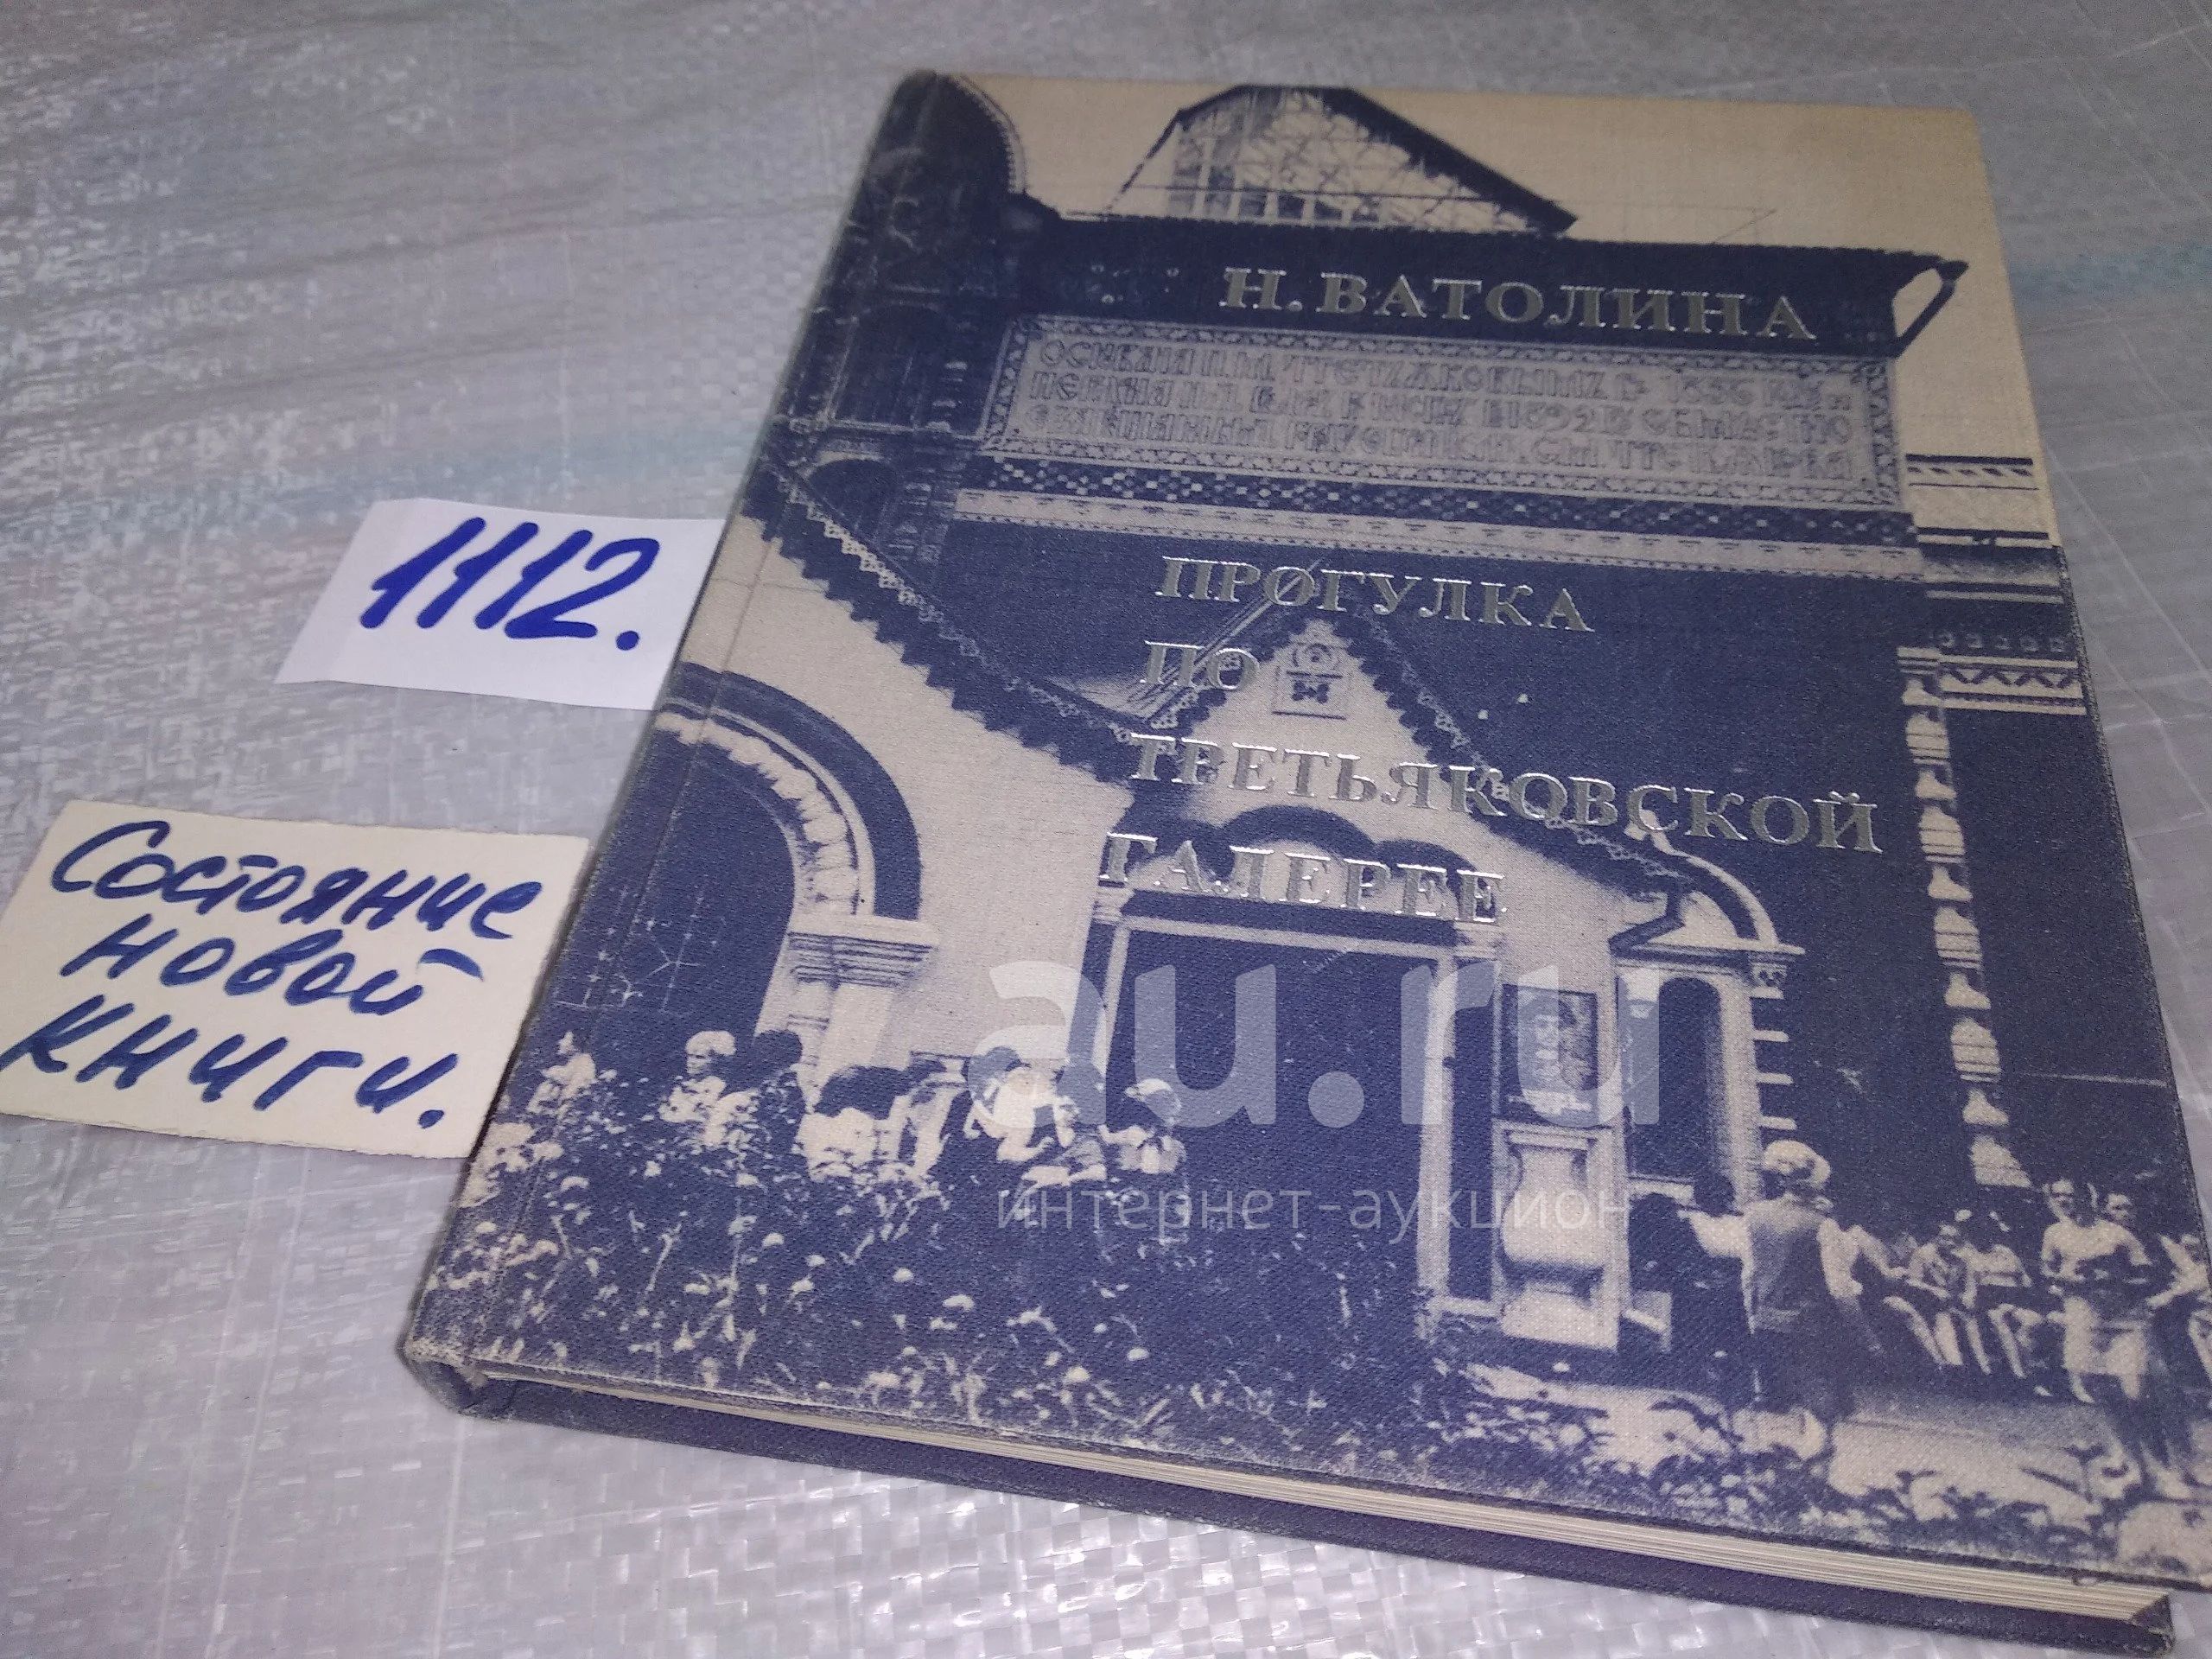 Н. ВАТОЛИНА
ПРОГУЛКА
ПО
ТРЕТЬЯКОВСКОЙ
ГАЛЕРЕЕ
1112.
Состояние
новой
книги.
au.ru
интернет-аукцион